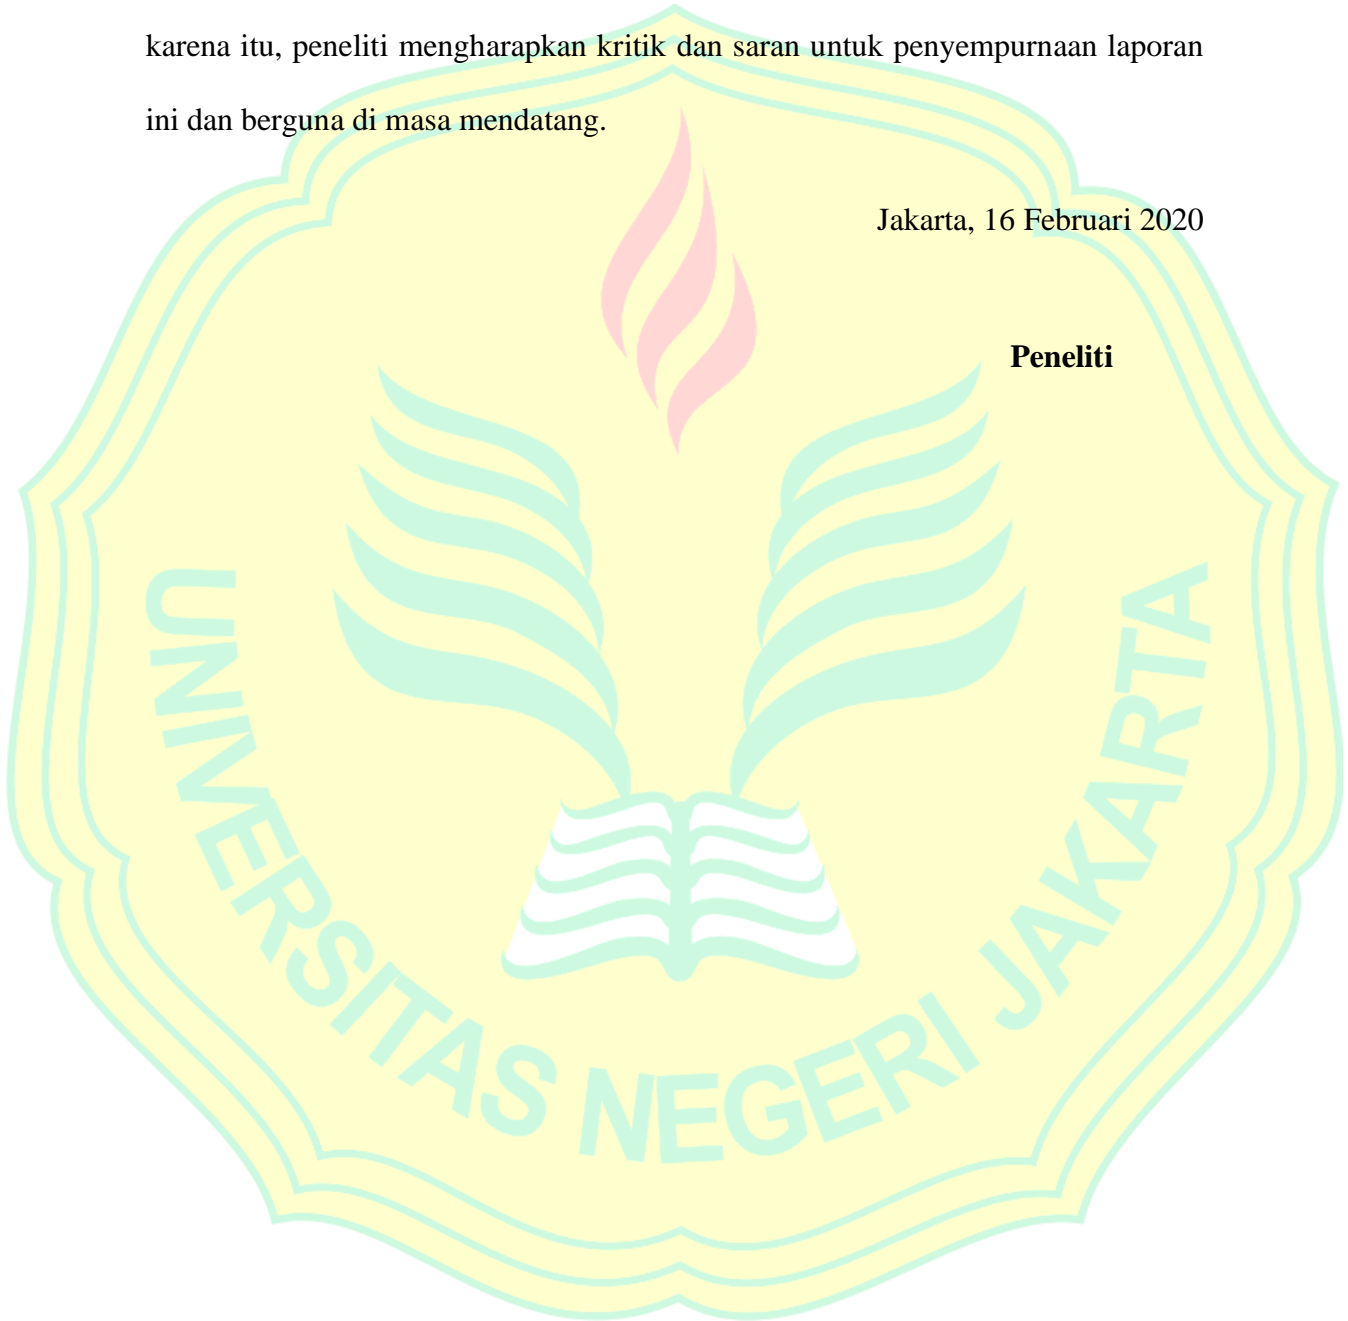 karena itu, peneliti mengharapkan kritik dan saran untuk penyempurnaan laporan
ini dan berguna di masa mendatang.
Jakarta, 16 Februari 2020
Peneliti
UNIVERSITAS NEGERI JAKARTA